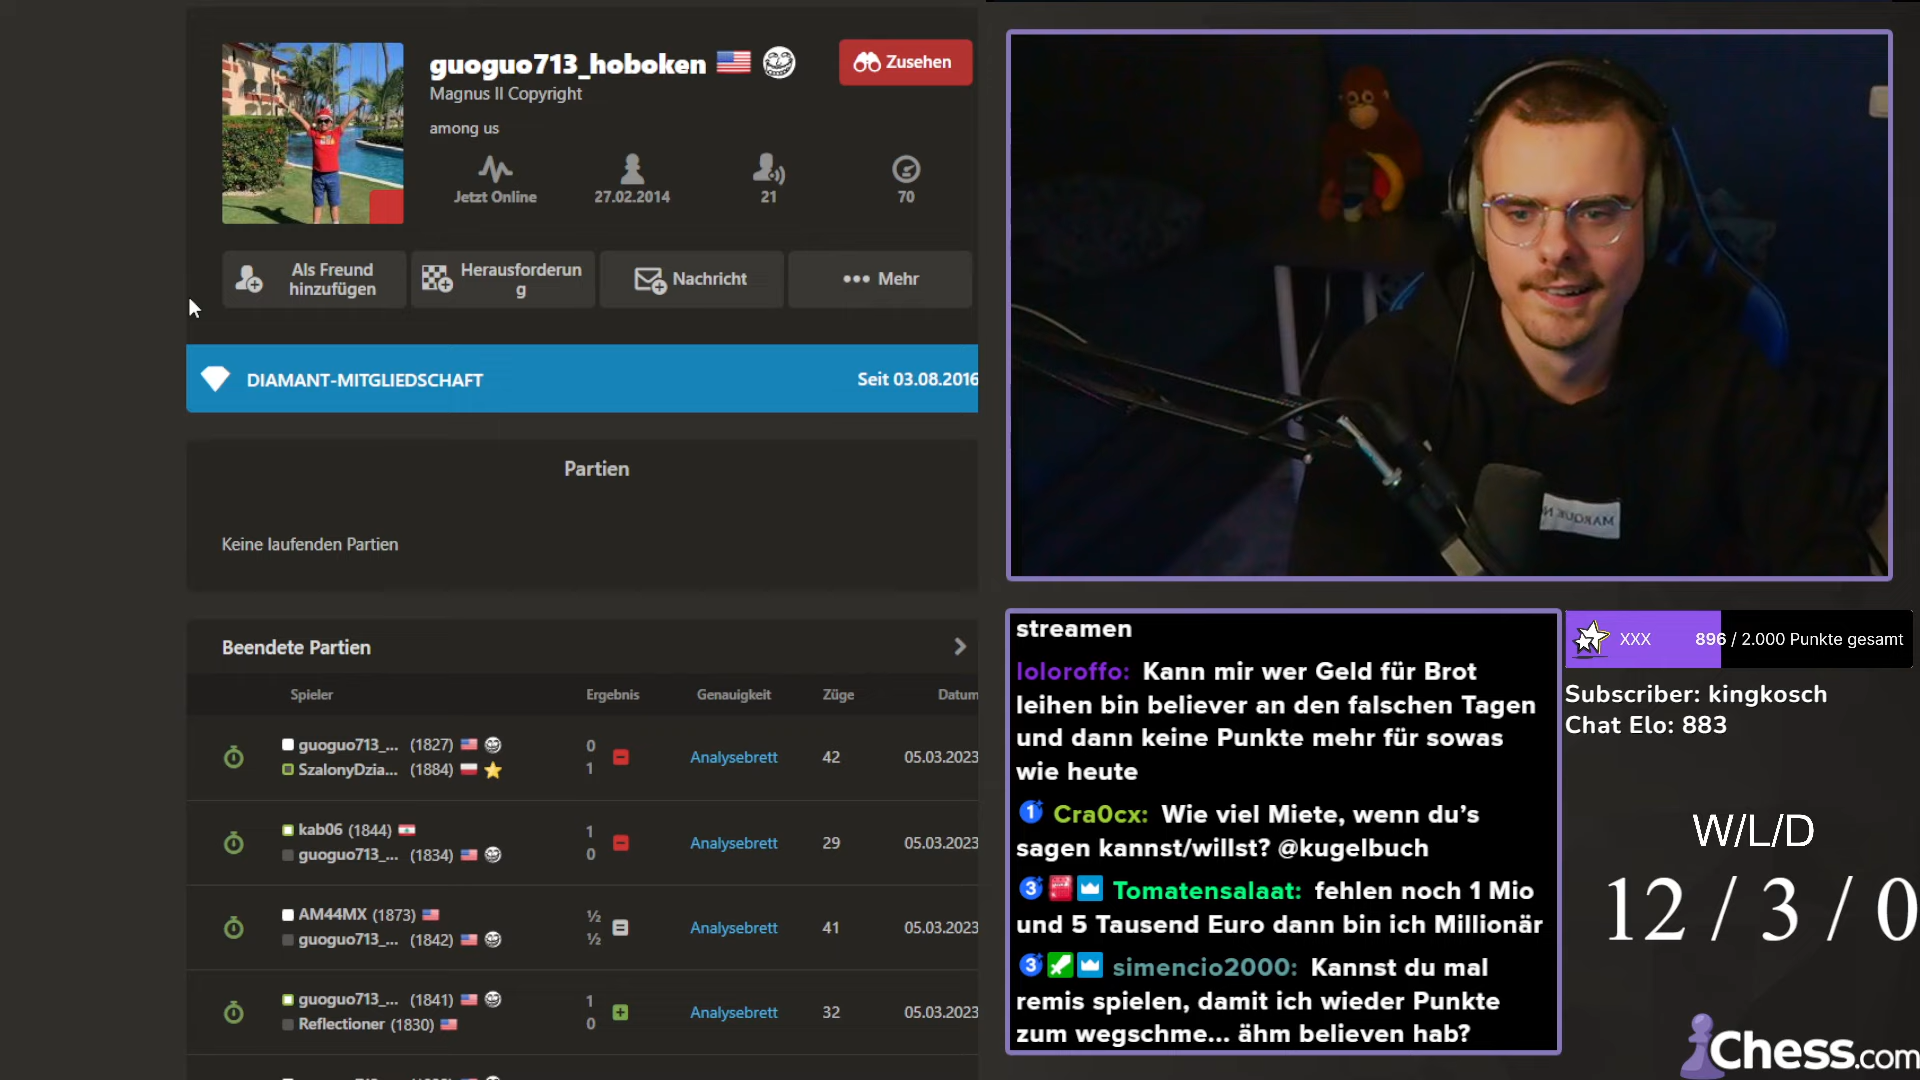 guoguo713_hoboken
Magnus II Copyright
among us
Jetzt Online
27.02.2014
21
70
Zusehen
Als Freund
hinzufügen
Herausforderun
g
Nachricht
Mehr
DIAMANT-MITGLIEDSCHAFT
Seit 03.08.2016
Partien
Keine laufenden Partien
Beendete Partien
Spieler Ergebnis Genauigkeit Züge Datum
guoguo713_... (1827) 0
SzalonyDzia... (1884) 1
Analysebrett 42 05.03.2023
kab06 (1844) 1
guoguo713_... (1834) 0
Analysebrett 29 05.03.2023
AM44MX (1873) ½
guoguo713_... (1842) ½
Analysebrett 41 05.03.2023
guoguo713_... (1841) 1
Reflectioner (1830) 0
Analysebrett 32 05.03.2023
streamen
loloroffo: Kann mir wer Geld für Brot
leihen bin believer an den falschen Tagen
und dann keine Punkte mehr für sowas
wie heute
1 Cra0cx: Wie viel Miete, wenn du’s
sagen kannst/willst? @kugelbuch
3 Tomatensalaat: fehlen noch 1 Mio
und 5 Tausend Euro dann bin ich Millionär
3 simencio2000: Kannst du mal
remis spielen, damit ich wieder Punkte
zum wegschme... ähm believen hab?
XXX 896 / 2.000 Punkte gesamt
Subscriber: kingkosch
Chat Elo: 883
W/L/D
12 / 3 / 0
Chess.com